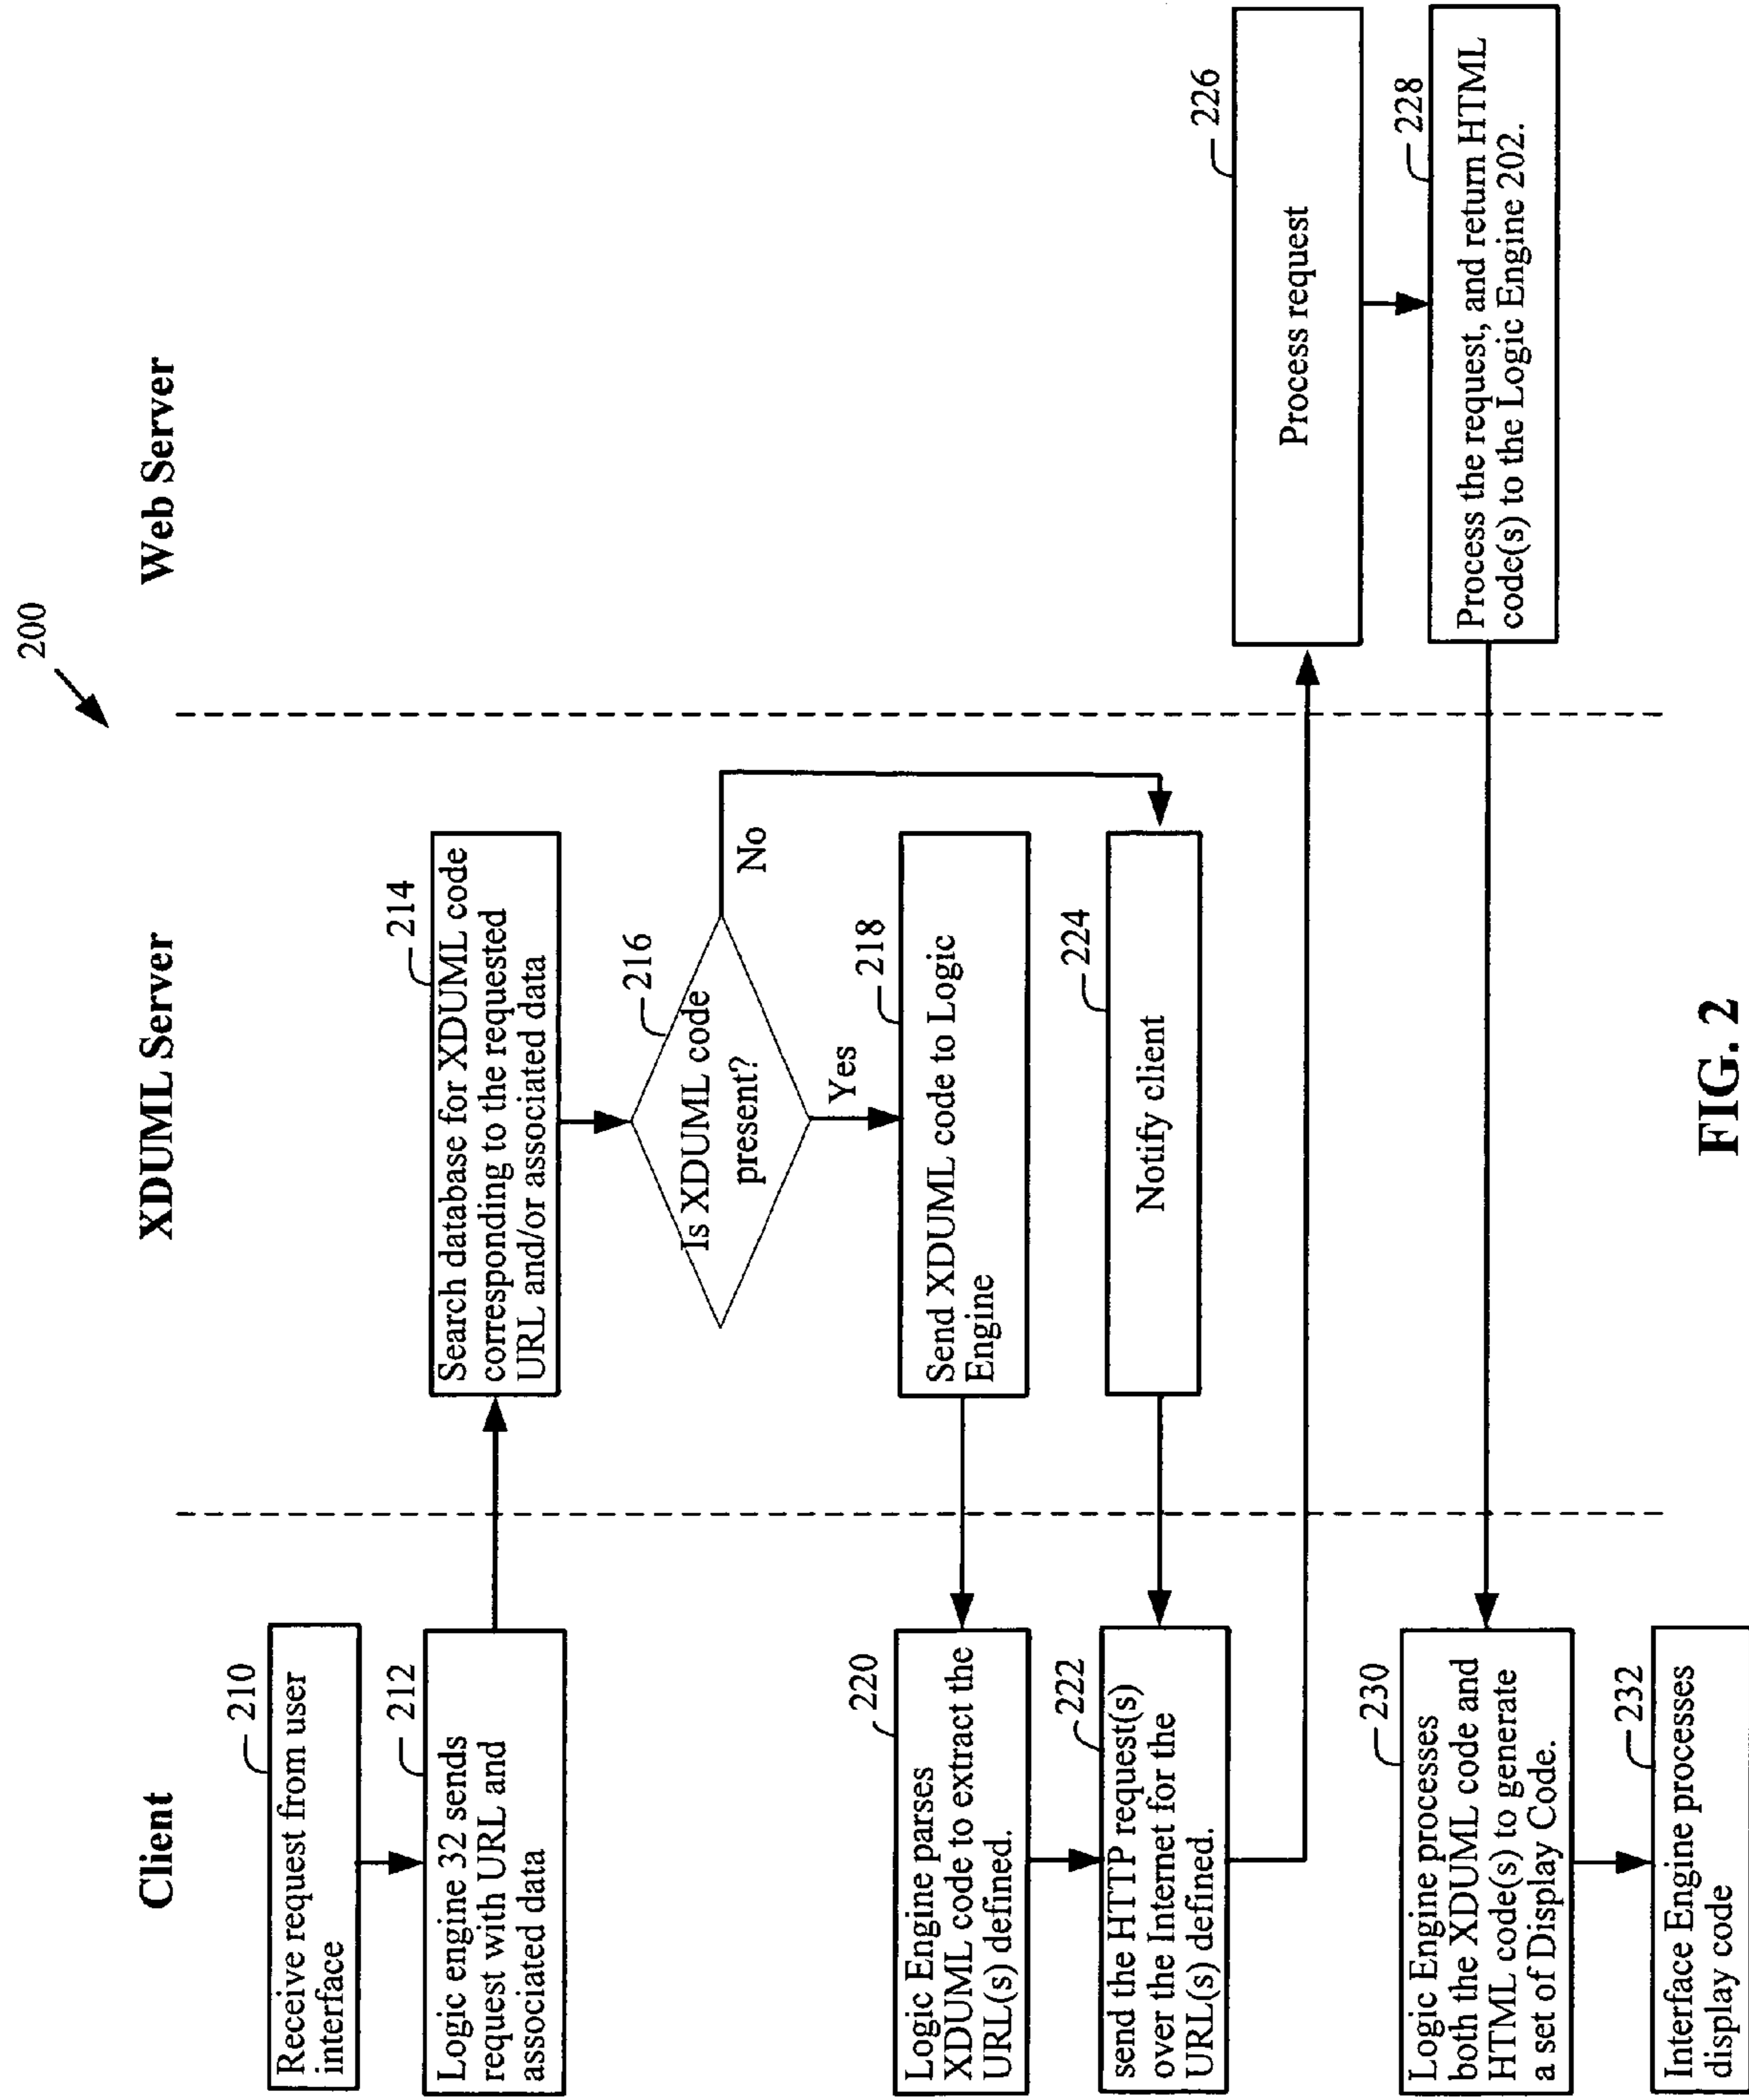 200
Client
XDUML Server
Web Server
210
Receive request from user
interface
212
Logic engine 32 sends
request with URL and
associated data
214
Search database for XDUML code
corresponding to the requested
URL and/or associated data
216
Is XDUML code
present?
No
Yes
218
Send XDUML code to Logic
Engine
220
Logic Engine parses
XDUML code to extract the
URL(s) defined.
222
send the HTTP request(s)
over the Internet for the
URL(s) defined.
224
Notify client
226
Process request
228
Process the request, and return HTML
code(s) to the Logic Engine 202.
230
Logic Engine processes
both the XDUML code and
HTML code(s) to generate
a set of Display Code.
232
Interface Engine processes
display code
FIG. 2